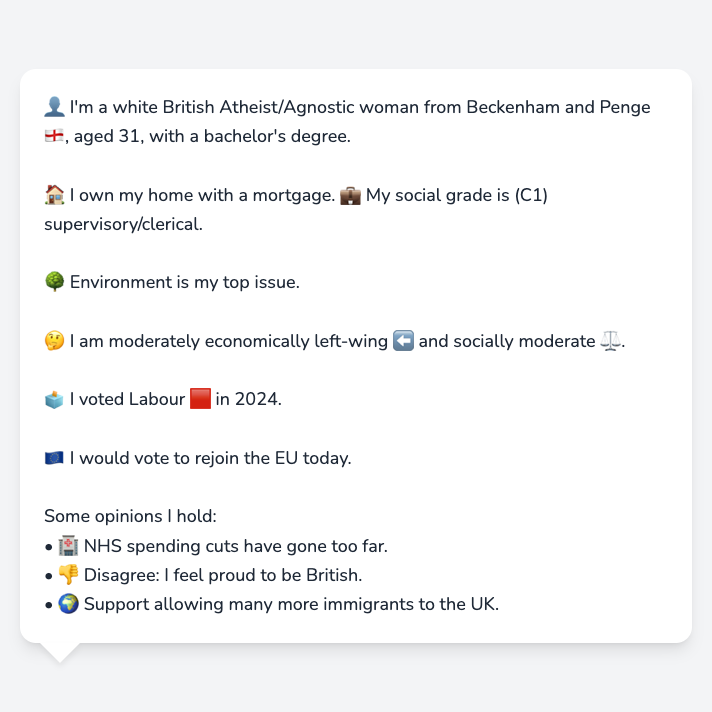 👤 I'm a white British Atheist/Agnostic woman from Beckenham and Penge
🏴󠁧󠁢󠁥󠁮󠁧󠁿, aged 31, with a bachelor's degree.
🏠 I own my home with a mortgage. 💼 My social grade is (C1)
supervisory/clerical.
🌳 Environment is my top issue.
🤔 I am moderately economically left-wing ⬅️ and socially moderate ⚖️.
🗳️ I voted Labour 🟥 in 2024.
🇪🇺 I would vote to rejoin the EU today.
Some opinions I hold:
• 🏥 NHS spending cuts have gone too far.
• 👎 Disagree: I feel proud to be British.
• 🌍 Support allowing many more immigrants to the UK.